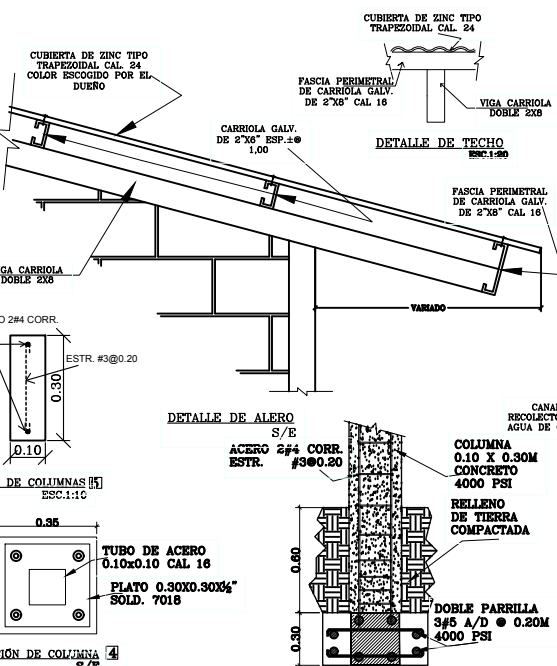 CUBIERTA DE ZINC TIPO
TRAPEZOIDAL CAL. 24
CUBIERTA DE ZINC TIPO
TRAPEZOIDAL CAL. 24
COLOR ESCOGIDO POR EL
DUEÑO
FASCIA PERIMETRAL
DE CARRIOLA GALV.
DE 2"X8" CAL 16
VIGA CARRIOLA
DOBLE 2X8
DETALLE DE TECHO
ESC.1:20
CARRIOLA GALV.
DE 2"X6" ESP.±@
1,00
FASCIA PERIMETRAL
DE CARRIOLA GALV.
DE 2"X8" CAL 16
GA CARRIOLA
DOBLE 2X8
VARIADO
O 2#4 CORR.
ESTR. #3@0.20
0.30
0.10
DE COLUMNAS
ESC.1:10
DETALLE DE ALERO
S/E
CANA
RECOLECTO
AGUA DE
ACERO 2#4 CORR.
ESTR. #3@0.20
COLUMNA
0.10 X 0.30M
CONCRETO
4000 PSI
RELLENO
DE TIERRA
COMPACTADA
0.60
0.30
DOBLE PARRILLA
3#5 A/D @ 0.20M
4000 PSI
0.35
TUBO DE ACERO
0.10x0.10 CAL 16
PLATO 0.30X0.30X½"
SOLD. 7018
CIÓN DE COLUMNA 4
S/E